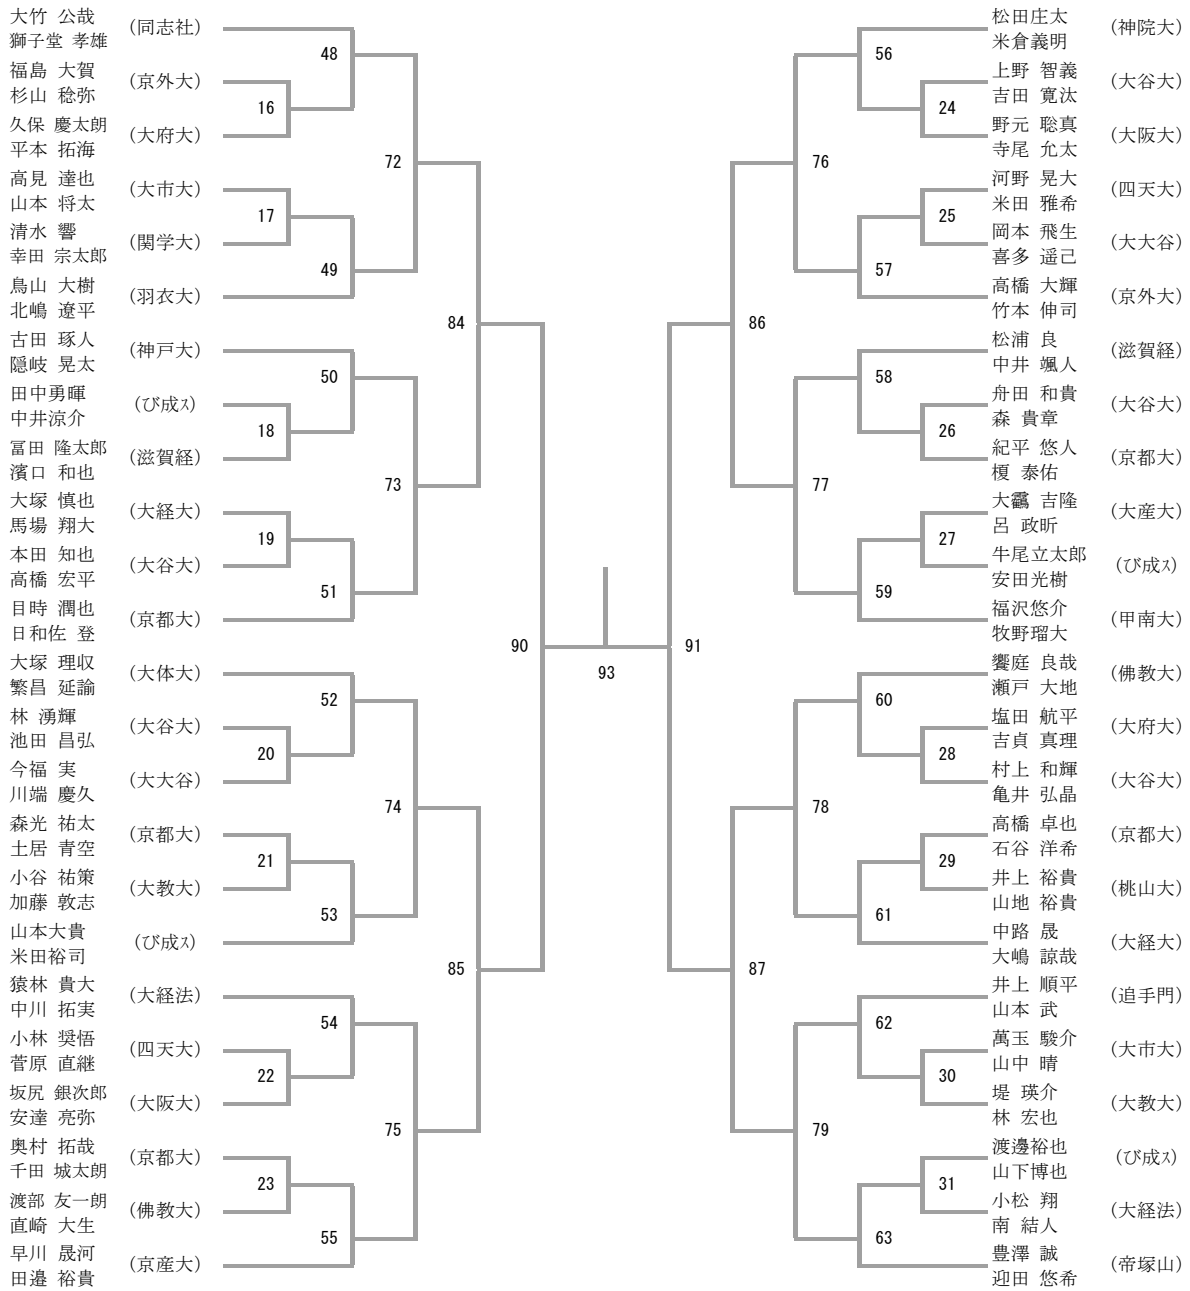 大竹 公哉
獅子堂 孝雄
(同志社)
福島 大賀
杉山 稔弥
(京外大)
久保 慶太朗
平本 拓海
(大府大)
高見 達也
山本 将太
(大市大)
清水 響
幸田 宗太郎
(関学大)
鳥山 大樹
北嶋 遼平
(羽衣大)
古田 琢人
隠岐 晃太
(神戸大)
田中勇暉
中井涼介
(び成ス)
冨田 隆太郎
濱口 和也
(滋賀経)
大塚 慎也
馬場 翔大
(大経大)
本田 知也
高橋 宏平
(大谷大)
目時 潤也
日和佐 登
(京都大)
大塚 理収
繁昌 延諭
(大体大)
林 湧輝
池田 昌弘
(大谷大)
今福 実
川端 慶久
(大大谷)
森光 祐太
土居 青空
(京都大)
小谷 祐策
加藤 敦志
(大教大)
山本大貴
米田裕司
(び成ス)
猿林 貴大
中川 拓実
(大経法)
小林 奨悟
菅原 直継
(四天大)
坂尻 銀次郎
安達 亮弥
(大阪大)
奥村 拓哉
千田 城太朗
(京都大)
渡部 友一朗
直崎 大生
(佛教大)
早川 晟河
田邉 裕貴
(京産大)
16
17
18
19
20
21
22
23
48
49
50
51
52
53
54
55
72
73
74
75
84
85
90
93
91
86
87
76
77
78
79
56
57
58
59
60
61
62
63
24
25
26
27
28
29
30
31
松田庄太
米倉義明
(神院大)
上野 智義
吉田 寛汰
(大谷大)
野元 聡真
寺尾 允太
(大阪大)
河野 晃大
米田 雅希
(四天大)
岡本 飛生
喜多 遥己
(大大谷)
高橋 大輝
竹本 伸司
(京外大)
松浦 良
中井 颯人
(滋賀経)
舟田 和貴
森 貴章
(大谷大)
紀平 悠人
榎 泰佑
(京都大)
大靍 吉隆
呂 政昕
(大産大)
牛尾立太郎
安田光樹
(び成ス)
福沢悠介
牧野瑠大
(甲南大)
饗庭 良哉
瀬戸 大地
(佛教大)
塩田 航平
吉貞 真理
(大府大)
村上 和輝
亀井 弘晶
(大谷大)
高橋 卓也
石谷 洋希
(京都大)
井上 裕貴
山地 裕貴
(桃山大)
中路 晟
大嶋 諒哉
(大経大)
井上 順平
山本 武
(追手門)
萬玉 駿介
山中 晴
(大市大)
堤 瑛介
林 宏也
(大教大)
渡邊裕也
山下博也
(び成ス)
小松 翔
南 結人
(大経法)
豊澤 誠
迎田 悠希
(帝塚山)